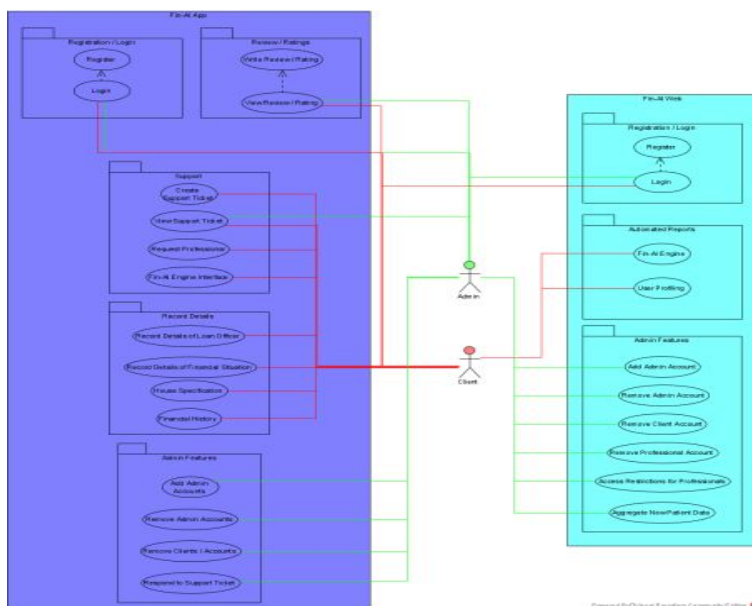 Fin-AI App
Registration / Login
Register
Login
Review / Ratings
Write Review / Rating
View Review / Rating
Support
Create
Support Ticket
View Support Ticket
Request Professional
Fin-AI Engine Interface
Record Details
Record Details of Loan Officer
Record Details of Financial Situation
House Specification
Financial History
Admin Features
Add Admin
Accounts
Remove Admin Accounts
Remove Clients / Accounts
Respond to Support Ticket
Admin
Client
Fin-AI Web
Registration / Login
Register
Login
Automated Reports
Fin-AI Engine
User Profiling
Admin Features
Add Admin Account
Remove Admin Account
Remove Client Account
Remove Professional Account
Access Restrictions for Professionals
Aggregate Now/Patient Data